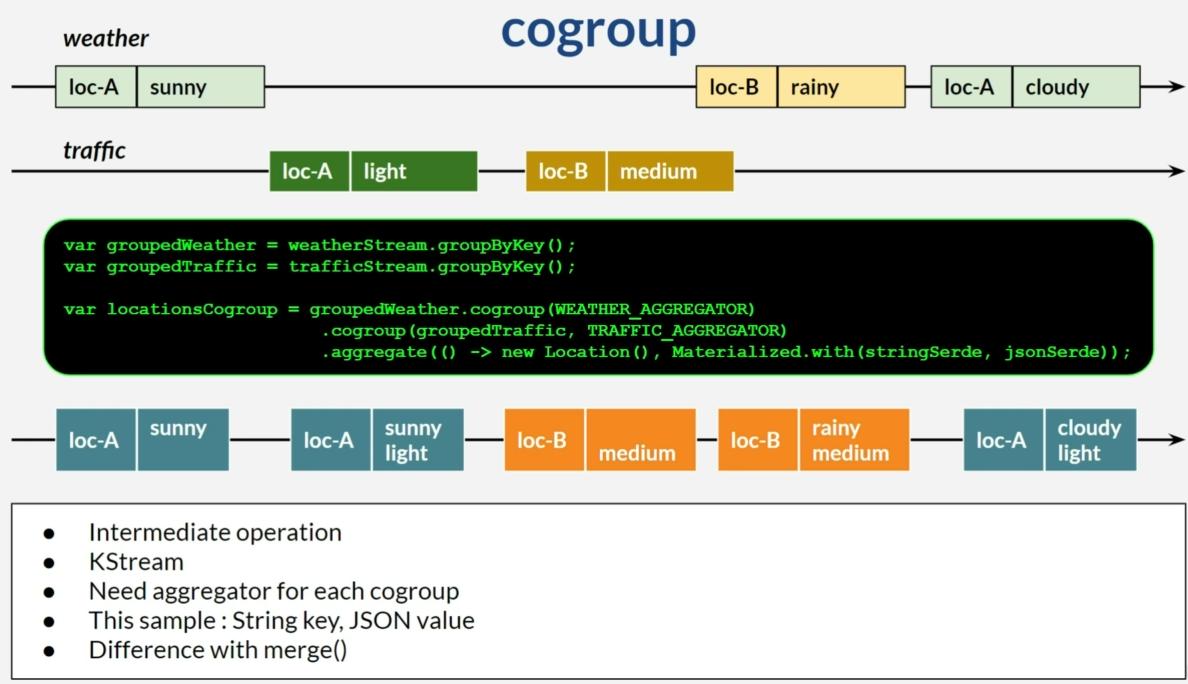 cogroup
weather
loc-A sunny
loc-B rainy
loc-A cloudy
traffic
loc-A light
loc-B medium
var groupedWeather = weatherStream.groupByKey();
var groupedTraffic = trafficStream.groupByKey();
var locationsCogroup = groupedWeather.cogroup(WEATHER_AGGREGATOR)
.cogroup(groupedTraffic, TRAFFIC_AGGREGATOR)
.aggregate(() -> new Location(), Materialized.with(stringSerde, jsonSerde));
loc-A sunny
loc-A sunny
light
loc-B medium
loc-B rainy
medium
loc-A cloudy
light
● Intermediate operation
● KStream
● Need aggregator for each cogroup
● This sample : String key, JSON value
● Difference with merge()